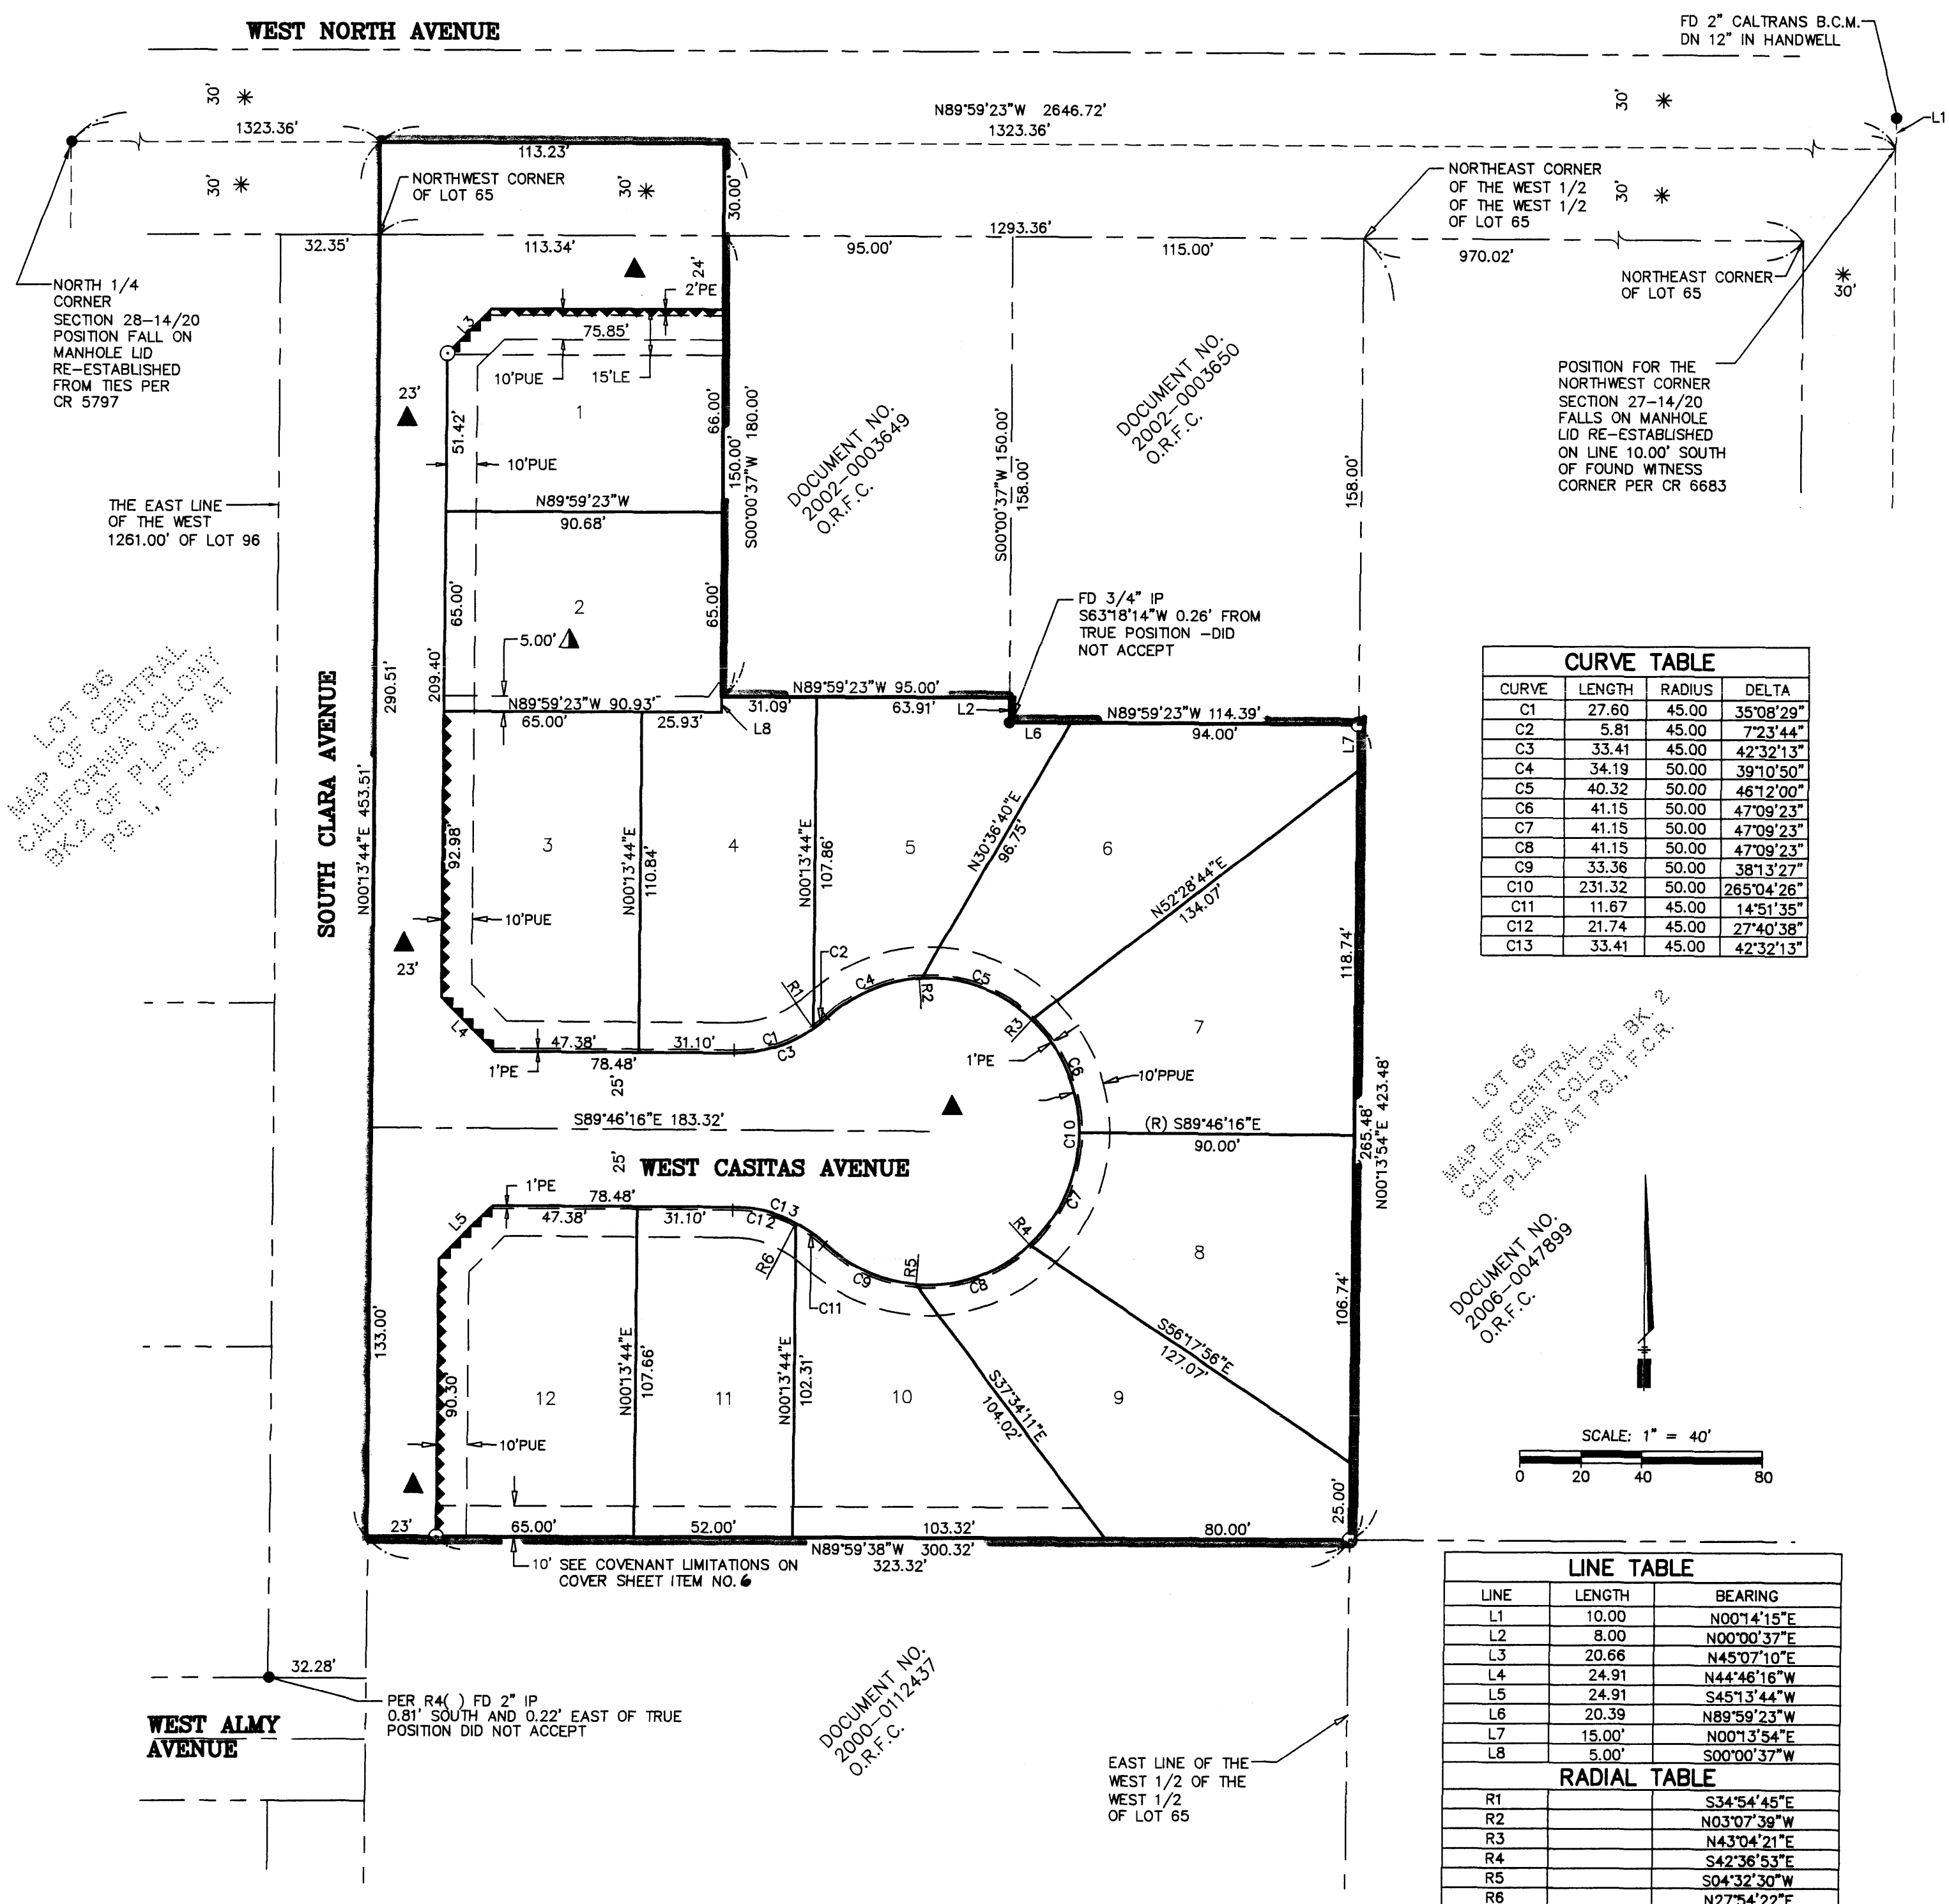 WEST NORTH AVENUE
FD 2" CALTRANS B.C.M.
DN 12" IN HANDWELL
L1
30' *
30' *
N89°59'23"W 2646.72'
1323.36'
1323.36'
113.23'
30' *
30' *
30' *
30.00'
NORTHWEST CORNER
OF LOT 65
NORTHEAST CORNER
OF THE WEST 1/2
OF THE WEST 1/2
OF LOT 65
32.35'
113.34'
95.00'
1293.36'
115.00'
970.02'
NORTHEAST CORNER
OF LOT 65
*
30'
NORTH 1/4
CORNER
SECTION 28-14/20
POSITION FALL ON
MANHOLE LID
RE-ESTABLISHED
FROM TIES PER
CR 5797
24'
2'PE
L3
75.85'
10'PUE
15'LE
23'
1
51.42'
66.00'
10'PUE
150.00'
S00°00'37"W 180.00'
N89°59'23"W
90.68'
DOCUMENT NO.
2002-0003649
O.R.F.C.
S00°00'37"W 150.00'
158.00'
DOCUMENT NO.
2002-0003650
O.R.F.C.
158.00'
POSITION FOR THE
NORTHWEST CORNER
SECTION 27-14/20
FALLS ON MANHOLE
LID RE-ESTABLISHED
ON LINE 10.00' SOUTH
OF FOUND WITNESS
CORNER PER CR 6683
THE EAST LINE
OF THE WEST
1261.00' OF LOT 96
2
65.00'
65.00'
5.00'
209.40'
290.51'
FD 3/4" IP
S63°18'14"W 0.26' FROM
TRUE POSITION -DID
NOT ACCEPT
LOT 96
MAP OF CENTRAL
CALIFORNIA COLONY
BK.2 OF PLATS AT
PG. 1, F.C.R.
SOUTH CLARA AVENUE
N00°13'44"E 453.51'
N89°59'23"W 90.93'
65.00'
25.93'
L8
N89°59'23"W 95.00'
31.09'
63.91'
L2
L6
N89°59'23"W 114.39'
94.00'
L7
CURVE TABLE
CURVE LENGTH RADIUS DELTA
C1 27.60 45.00 35°08'29"
C2 5.81 45.00 7°23'44"
C3 33.41 45.00 42°32'13"
C4 34.19 50.00 39°10'50"
C5 40.32 50.00 46°12'00"
C6 41.15 50.00 47°09'23"
C7 41.15 50.00 47°09'23"
C8 41.15 50.00 47°09'23"
C9 33.36 50.00 38°13'27"
C10 231.32 50.00 265°04'26"
C11 11.67 45.00 14°51'35"
C12 21.74 45.00 27°40'38"
C13 33.41 45.00 42°32'13"
3
4
5
6
92.98'
N00°13'44"E
110.84'
N00°13'44"E
107.86'
N30°36'40"E
96.75'
N52°28'44"E
134.07'
118.74'
10'PUE
23'
C2
R1
C4
R2
C5
R3
7
L4
47.38'
31.10'
C1
C3
1'PE
78.48'
25'
1'PE
C6
10'PPUE
S89°46'16"E 183.32'
C10
(R) S89°46'16"E
90.00'
265.48'
N00°13'54"E 423.48'
25'
WEST CASITAS AVENUE
LOT 65
MAP OF CENTRAL
CALIFORNIA COLONY BK. 2
OF PLATS AT PG1, F.C.R.
1'PE
78.48'
47.38'
31.10'
C13
C12
L5
R6
C11
C9
R5
C8
R4
C7
8
DOCUMENT NO.
2006-0047899
O.R.F.C.
133.00'
90.30'
12
N00°13'44"E
107.66'
11
N00°13'44"E
102.31'
10
S37°34'11"E
104.02'
9
S56°17'56"E
127.07'
106.74'
10'PUE
SCALE: 1" = 40'
0 20 40 80
25.00'
23'
65.00'
52.00'
103.32'
80.00'
N89°59'38"W 300.32'
323.32'
10' SEE COVENANT LIMITATIONS ON
COVER SHEET ITEM NO. 6
32.28'
PER R4( ) FD 2" IP
0.81' SOUTH AND 0.22' EAST OF TRUE
POSITION DID NOT ACCEPT
WEST ALMY
AVENUE
DOCUMENT NO.
2000-0112437
O.R.F.C.
EAST LINE OF THE
WEST 1/2 OF THE
WEST 1/2
OF LOT 65
LINE TABLE
LINE LENGTH BEARING
L1 10.00 N00°14'15"E
L2 8.00 N00°00'37"E
L3 20.66 N45°07'10"E
L4 24.91 N44°46'16"W
L5 24.91 S45°13'44"W
L6 20.39 N89°59'23"W
L7 15.00' N00°13'54"E
L8 5.00' S00°00'37"W
RADIAL TABLE
R1 S34°54'45"E
R2 N03°07'39"W
R3 N43°04'21"E
R4 S42°36'53"E
R5 S04°32'30"W
R6 N27°54'22"E